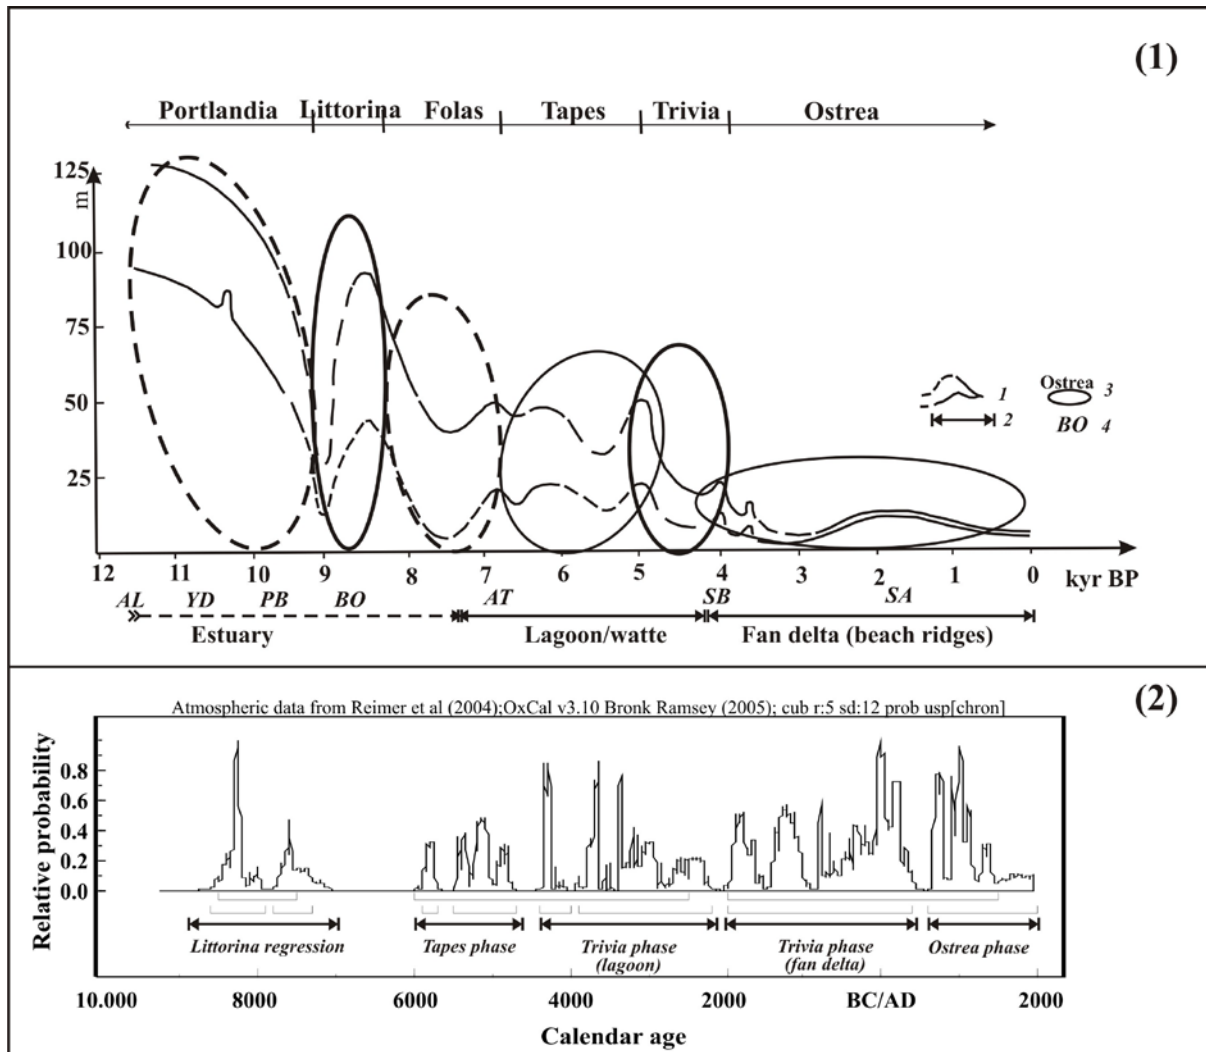 (1)
Portlandia Littorina Folas Tapes Trivia Ostrea
125
m
100
75
50
25
1 Ostrea 3
2 BO 4
12 11 10 9 8 7 6 5 4 3 2 1 0 kyr BP
AL YD PB BO AT SB SA
Estuary Lagoon/watte Fan delta (beach ridges)
(2)
Atmospheric data from Reimer et al (2004);OxCal v3.10 Bronk Ramsey (2005); cub r:5 sd:12 prob usp[chron]
Relative probability
0.8
0.6
0.4
0.2
0.0
Littorina regression Tapes phase Trivia phase Trivia phase Ostrea phase
(lagoon) (fan delta)
10.000 8000 6000 4000 2000 BC/AD 2000
Calendar age